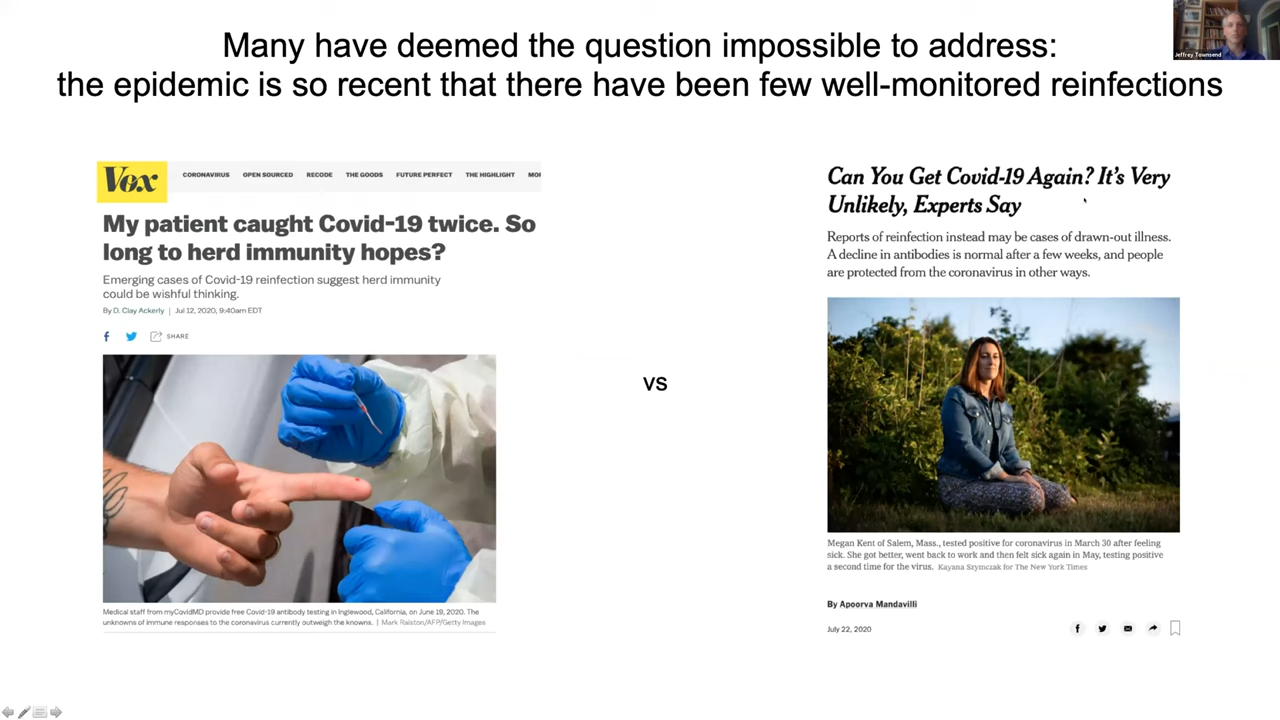 Many have deemed the question impossible to address:
the epidemic is so recent that there have been few well-monitored reinfections
Jeffrey Townsend
Vox
CORONAVIRUS OPEN SOURCED RECODE THE GOODS FUTURE PERFECT THE HIGHLIGHT MOI
My patient caught Covid-19 twice. So
long to herd immunity hopes?
Emerging cases of Covid-19 reinfection suggest herd immunity
could be wishful thinking.
By D. Clay Ackerly | Jul 12, 2020, 9:40am EDT
SHARE
Medical staff from myCovidMD provide free Covid-19 antibody testing in Inglewood, California, on June 19, 2020. The
unknowns of immune responses to the coronavirus currently outweigh the knowns. | Mark Ralston/AFP/Getty Images
vs
Can You Get Covid-19 Again? It's Very
Unlikely, Experts Say
Reports of reinfection instead may be cases of drawn-out illness.
A decline in antibodies is normal after a few weeks, and people
are protected from the coronavirus in other ways.
Megan Kent of Salem, Mass., tested positive for coronavirus in March 30 after feeling
sick. She got better, went back to work and then felt sick again in May, testing positive
a second time for the virus. Kayana Szymczak for The New York Times
By Apoorva Mandavilli
July 22, 2020